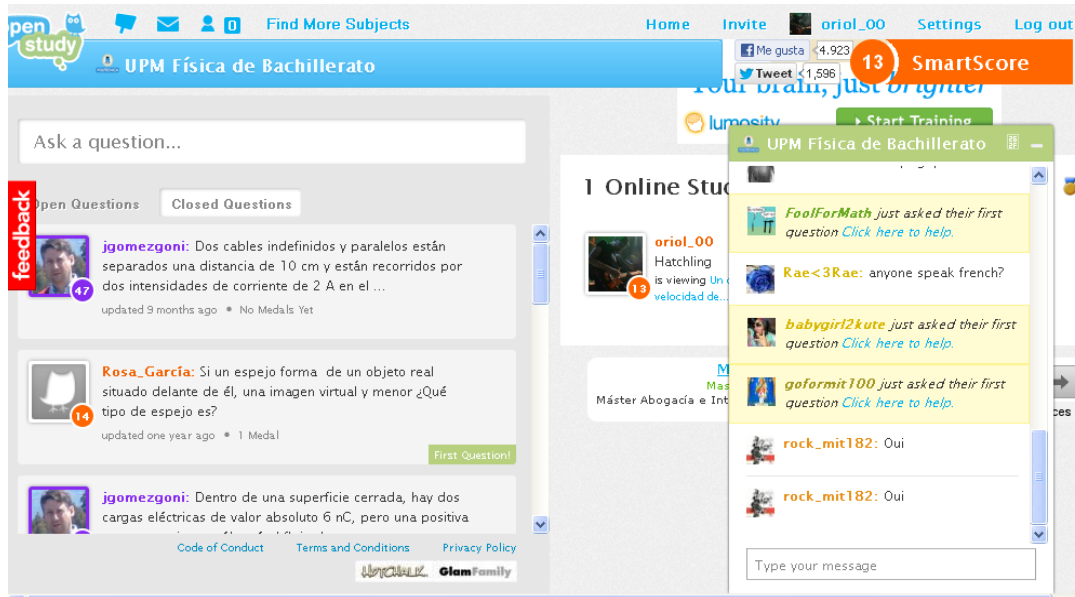 open study
0
Find More Subjects
Home
Invite
oriol_00
Settings
Log out
UPM Física de Bachillerato
Me gusta
4.923
Tweet
1,596
13
SmartScore
Your brain, just brighter
lumosity
Start Training
Ask a question...
feedback
Open Questions
Closed Questions
jgomezgoni: Dos cables indefinidos y paralelos están
separados una distancia de 10 cm y están recorridos por
dos intensidades de corriente de 2 A en el ...
47
updated 9 months ago • No Medals Yet
Rosa_García: Si un espejo forma de un objeto real
situado delante de él, una imagen virtual y menor ¿Qué
tipo de espejo es?
14
updated one year ago • 1 Medal
First Question!
jgomezgoni: Dentro de una superficie cerrada, hay dos
cargas eléctricas de valor absoluto 6 nC, pero una positiva
Code of Conduct
Terms and Conditions
Privacy Policy
HOTCHALK
GlamFamily
1 Online Stu
oriol_00
Hatchling
is viewing Un
velocidad de...
13
M
Mas
Máster Abogacía e Int
ces
UPM Física de Bachillerato
FoolForMath just asked their first
question Click here to help.
Rae<3Rae: anyone speak french?
babygirl2kute just asked their first
question Click here to help.
goformit100 just asked their first
question Click here to help.
rock_mit182: Oui
rock_mit182: Oui
Type your message